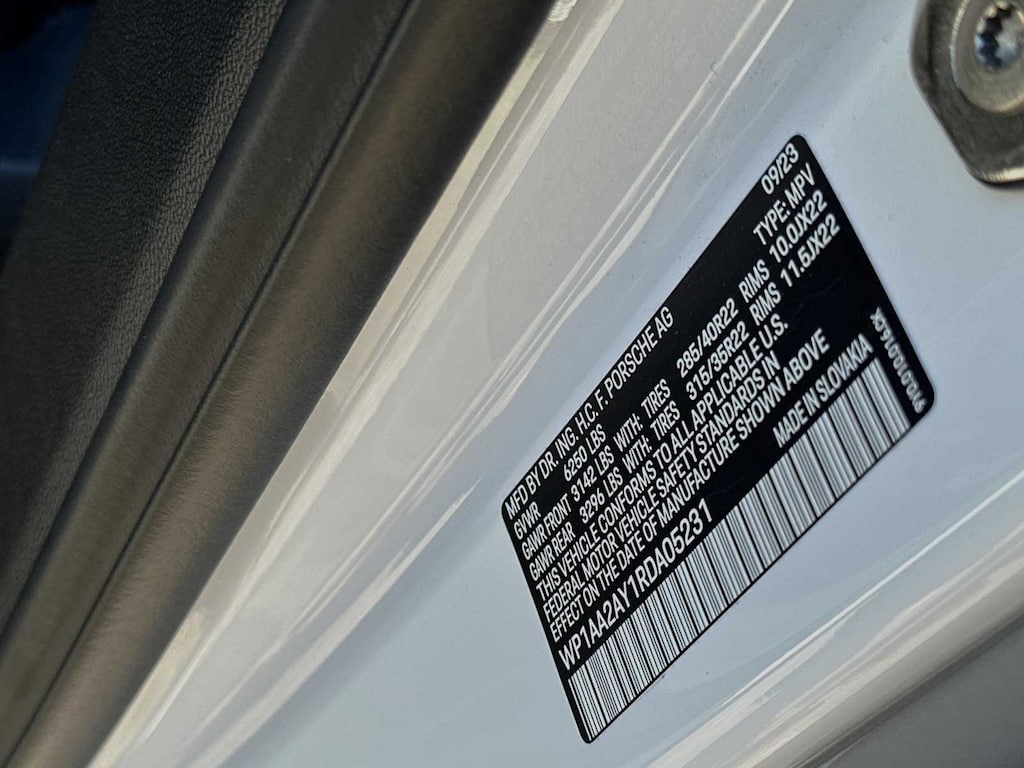 MFD BY DR. ING. H.C. F. PORSCHE AG 09/23
GVWR 6250 LBS TYPE: MPV
GAWR FRONT 3142 LBS WITH: TIRES 285/40R22 RIMS 10.0JX22
GAWR REAR 3296 LBS WITH: TIRES 315/35R22 RIMS 11.5JX22
THIS VEHICLE CONFORMS TO ALL APPLICABLE U.S.
FEDERAL MOTOR VEHICLE SAFETY STANDARDS IN
EFFECT ON THE DATE OF MANUFACTURE SHOWN ABOVE
WP1AA2AY1RDA05231 MADE IN SLOVAKIA